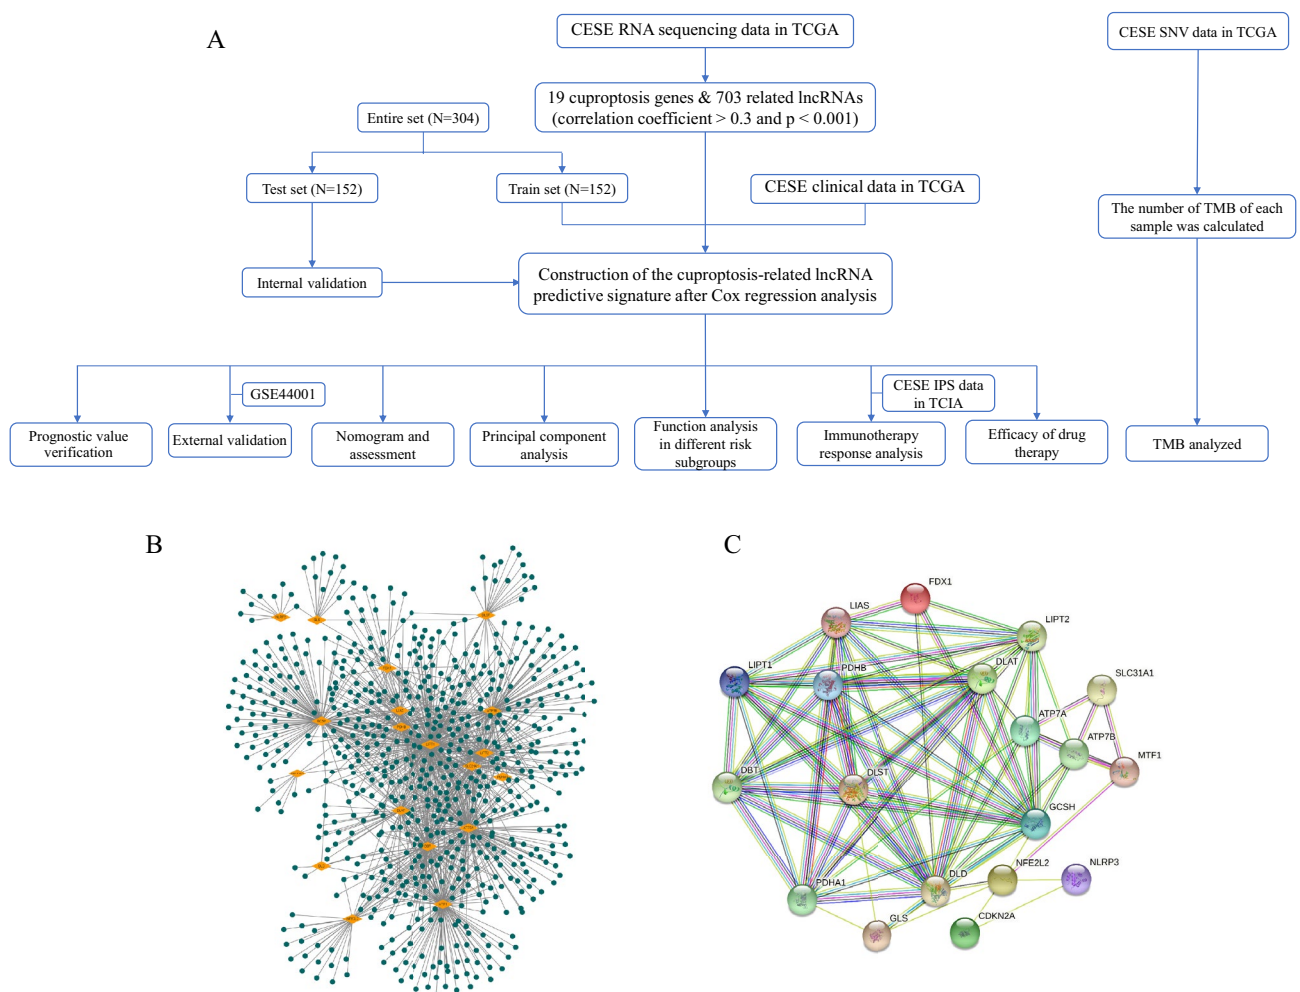 A
CESE RNA sequencing data in TCGA
CESE SNV data in TCGA
19 cuproptosis genes & 703 related lncRNAs
(correlation coefficient > 0.3 and p < 0.001)
Entire set (N=304)
Test set (N=152)
Train set (N=152)
CESE clinical data in TCGA
The number of TMB of each
sample was calculated
Internal validation
Construction of the cuproptosis-related lncRNA
predictive signature after Cox regression analysis
GSE44001
CESE IPS data
in TCIA
Prognostic value
verification
External validation
Nomogram and
assessment
Principal component
analysis
Function analysis
in different risk
subgroups
Immunotherapy
response analysis
Efficacy of drug
therapy
TMB analyzed
B
C
FDX1
LIAS
LIPT2
LIPT1
PDHB
DLAT
SLC31A1
ATP7A
ATP7B
MTF1
DBT
DLST
GCSH
NFE2L2
NLRP3
PDHA1
DLD
GLS
CDKN2A